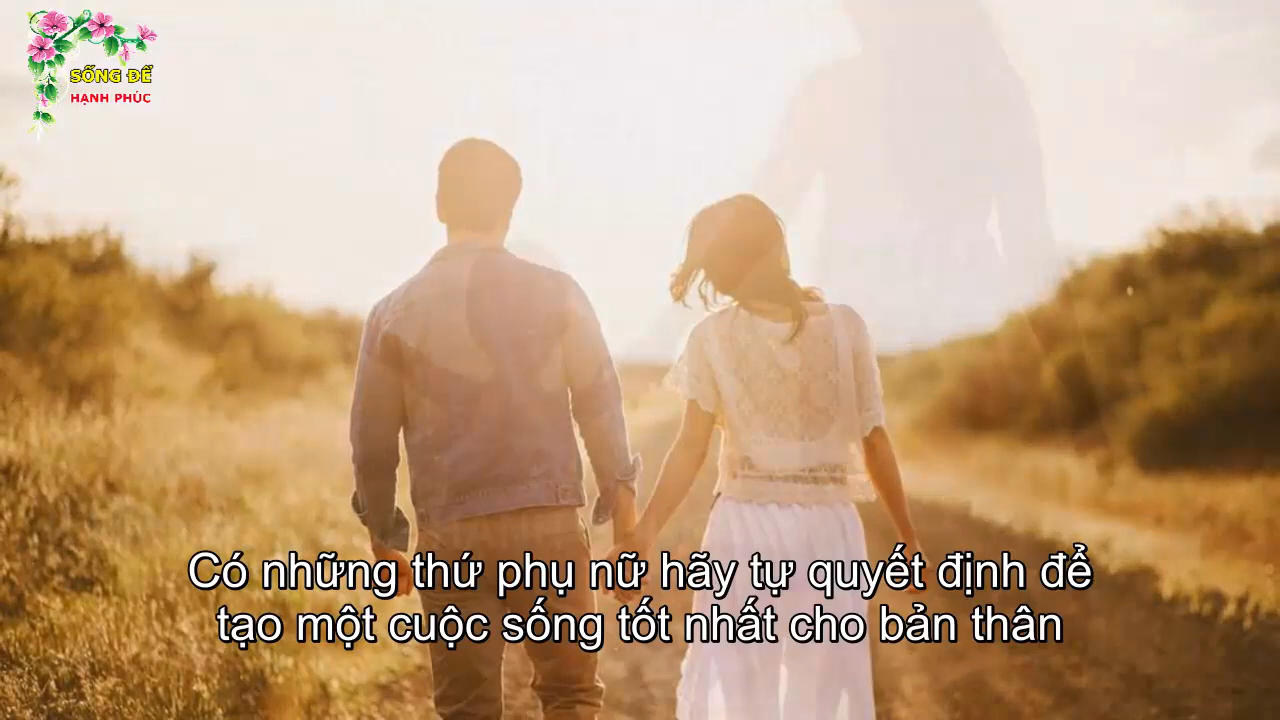 SỐNG ĐỂ
HẠNH PHÚC
Có những thứ phụ nữ hãy tự quyết định để
tạo một cuộc sống tốt nhất cho bản thân